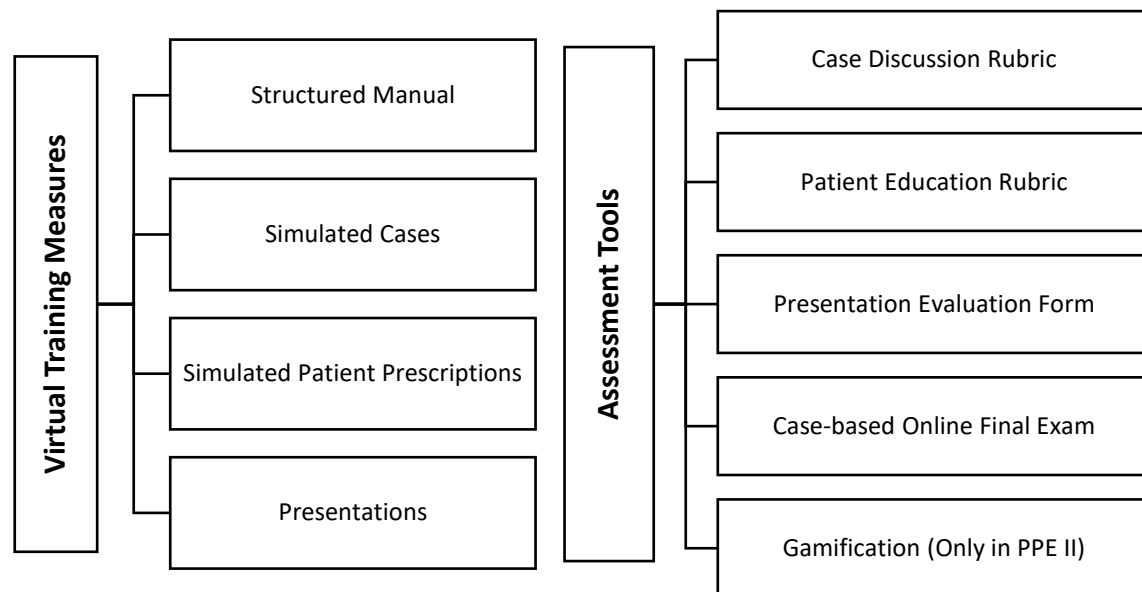 Virtual Training Measures
Structured Manual
Simulated Cases
Simulated Patient Prescriptions
Presentations
Assessment Tools
Case Discussion Rubric
Patient Education Rubric
Presentation Evaluation Form
Case-based Online Final Exam
Gamification (Only in PPE II)